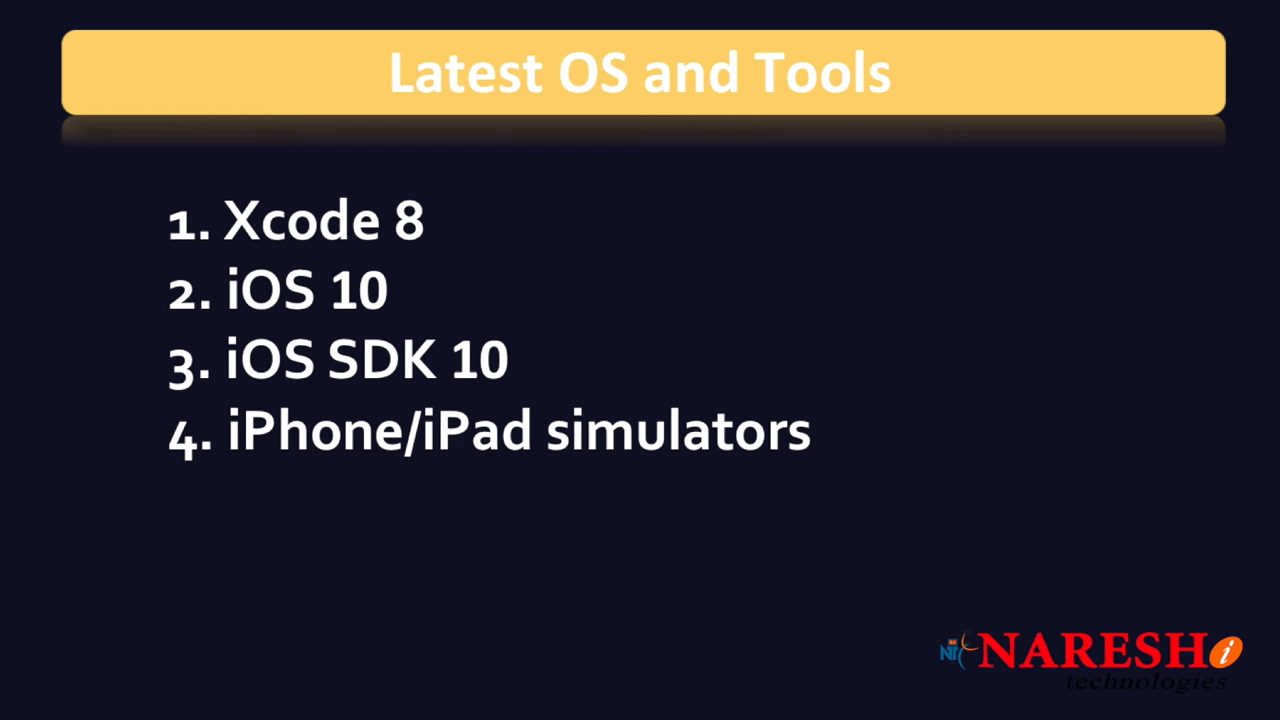 Latest OS and Tools
1. Xcode 8
2. iOS 10
3. iOS SDK 10
4. iPhone/iPad simulators
NT NARESH i
technologies